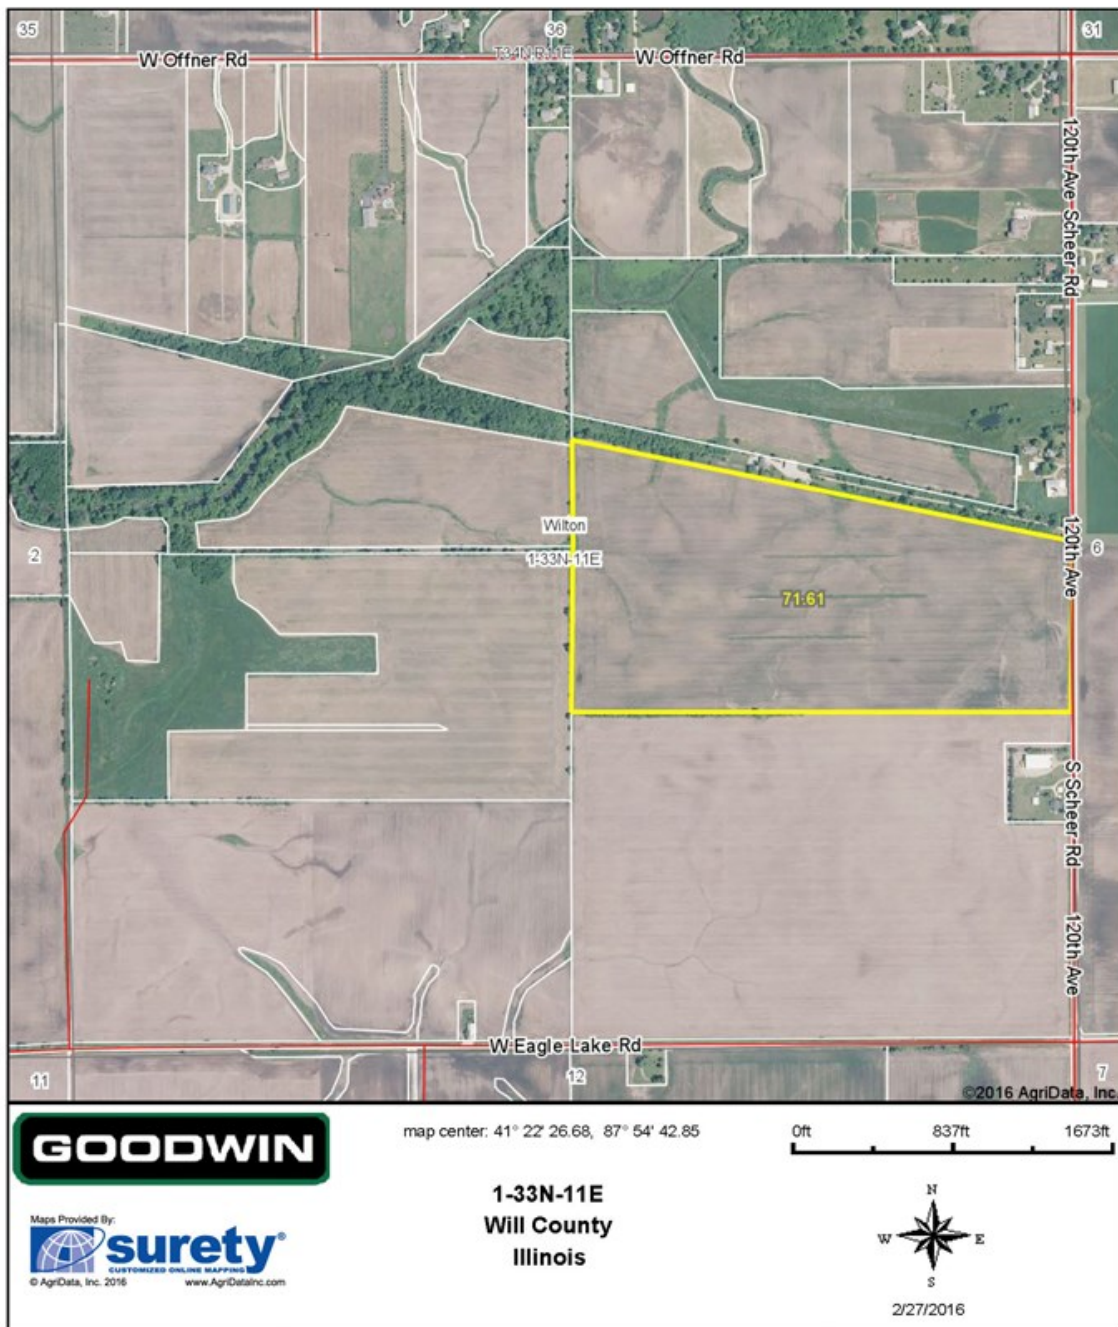 35
36
31
W Offner Rd
T34N R11E
W Offner Rd
120th Ave
Scheer Rd
Wilton
2
1-33N-11E
71.61
120th Ave
6
S Scheer Rd
120th Ave
W Eagle Lake Rd
11
12
7
©2016 AgriData, Inc.
GOODWIN
map center: 41° 22' 26.68, 87° 54' 42.85
0ft 837ft 1673ft
1-33N-11E
Will County
Illinois
N
W E
S
2/27/2016
Maps Provided By:
surety®
CUSTOMIZED ONLINE MAPPING
© AgriData, Inc. 2016 www.AgriDataInc.com